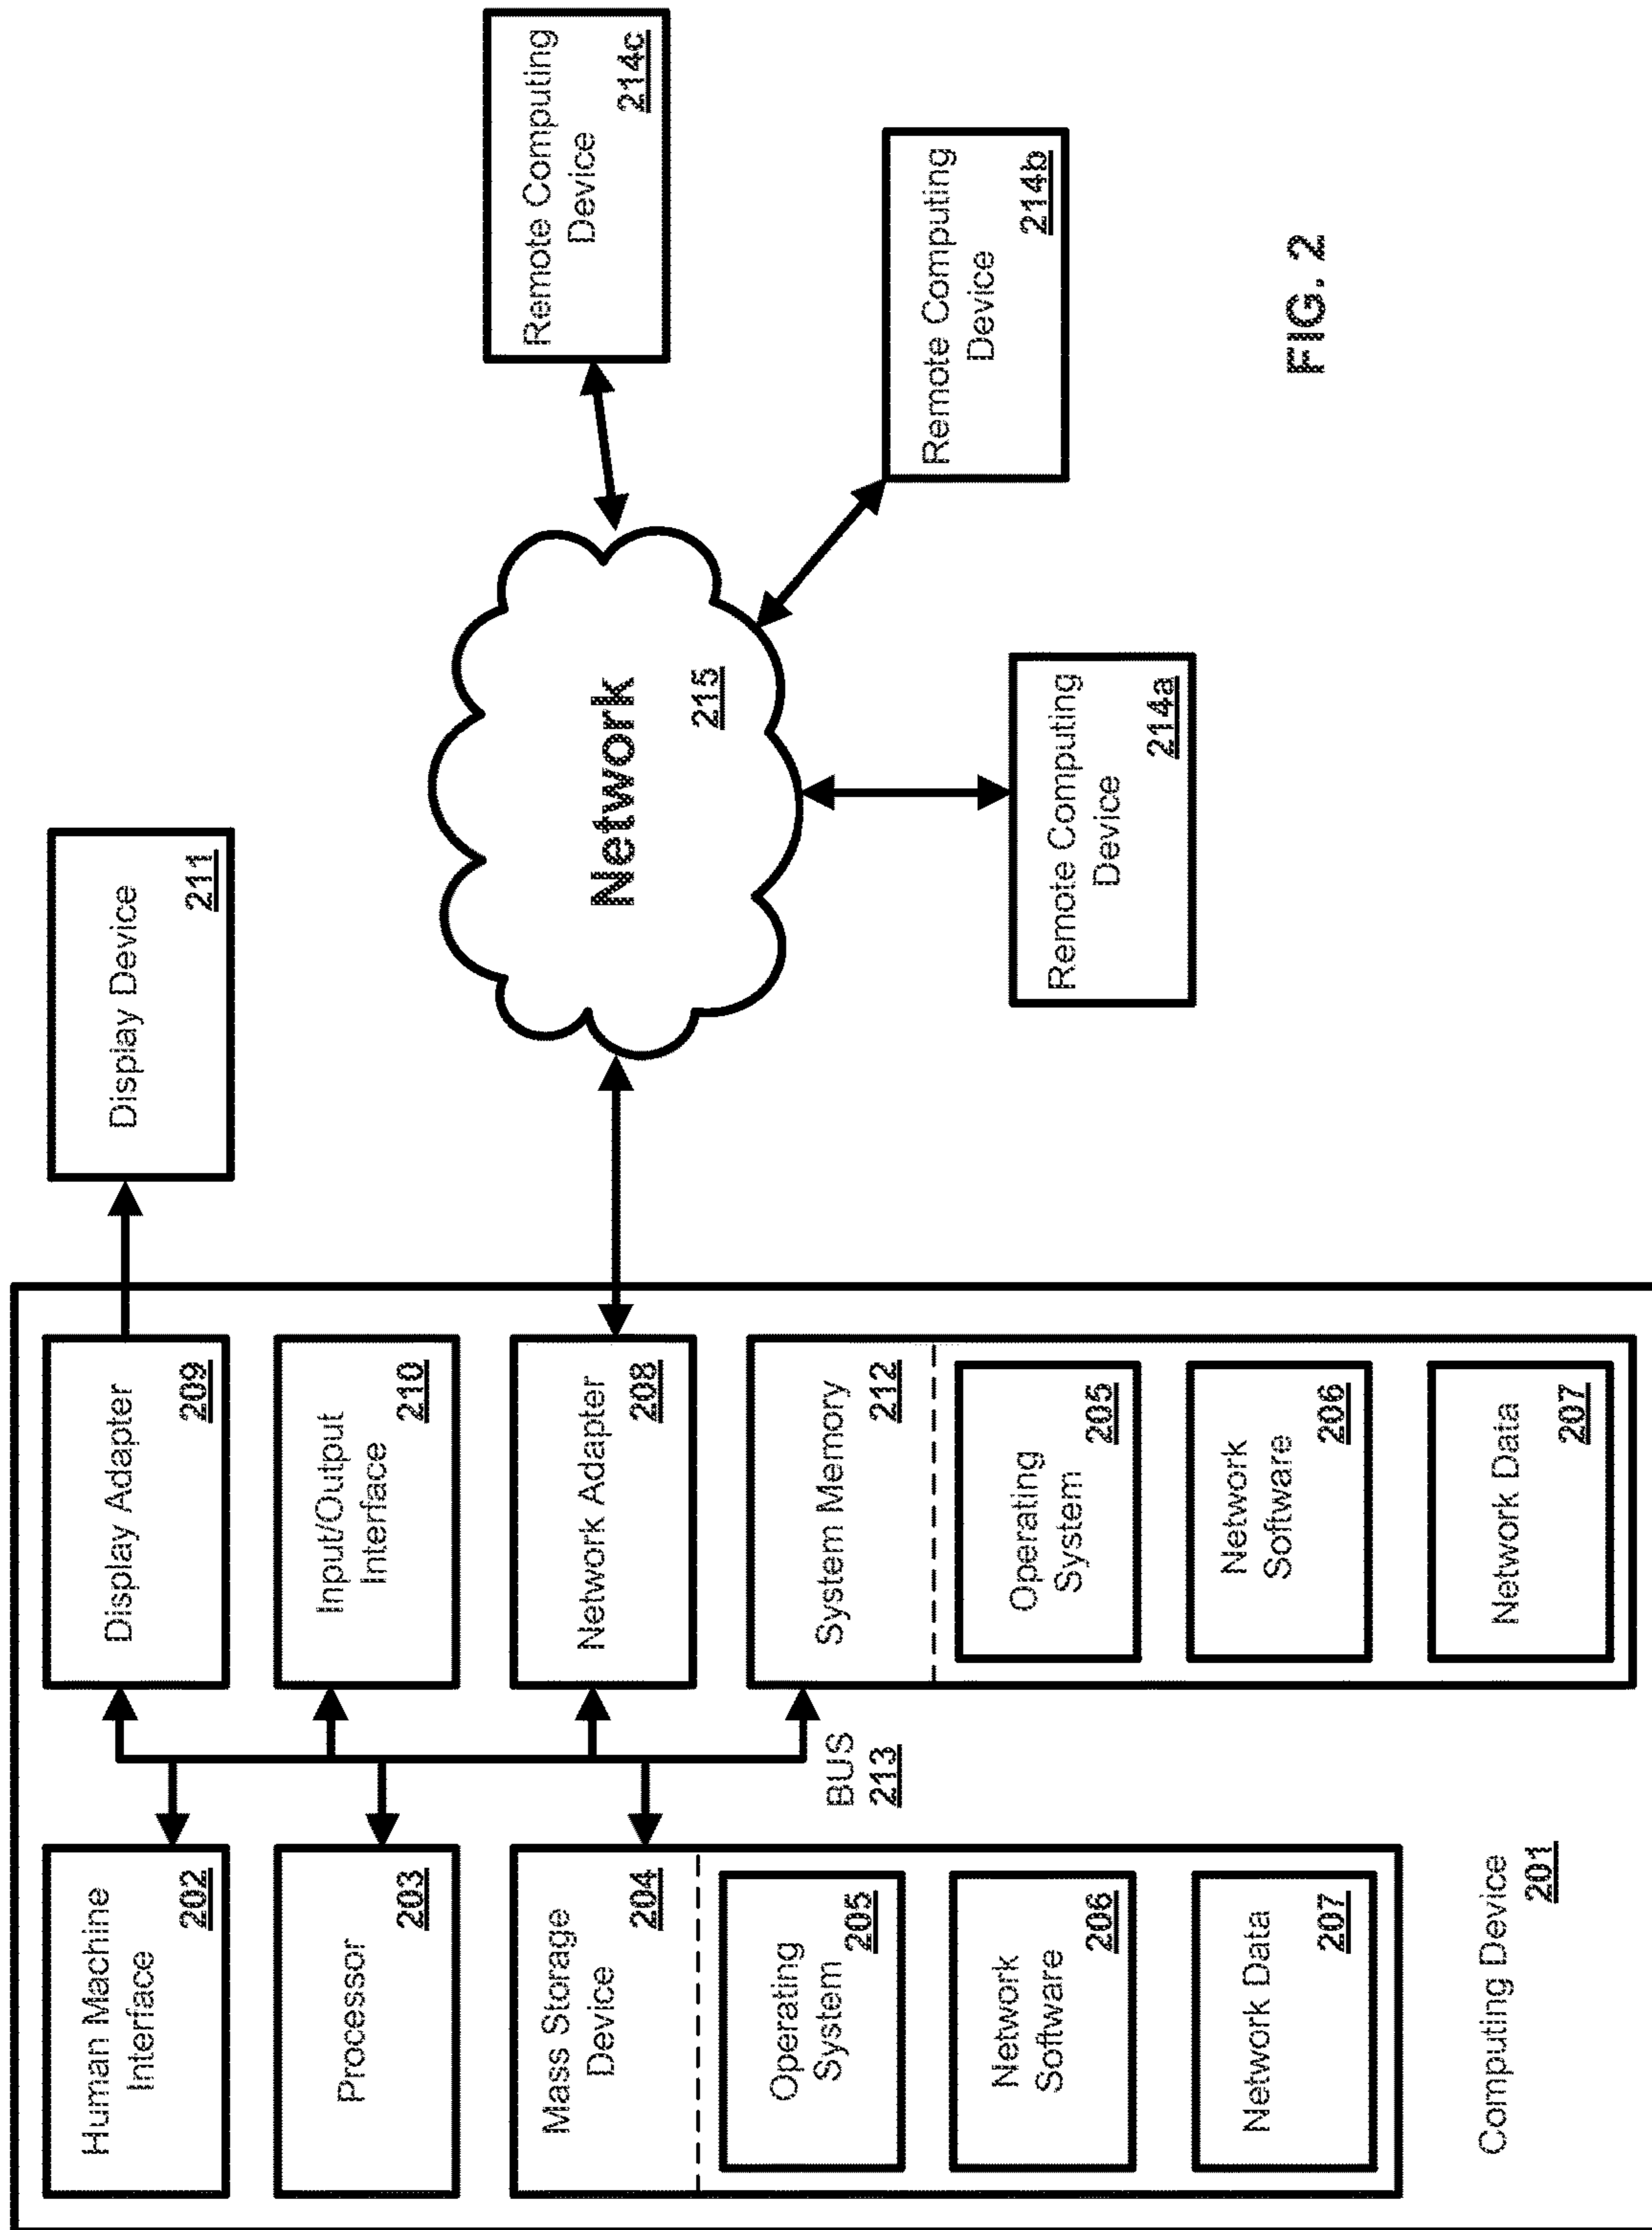 Human Machine
Interface
202
Processor
203
Mass Storage
Device
204
Operating
System
205
Network
Software
206
Network Data
207
Display Adapter
209
Input/Output
Interface
210
Network Adapter
208
System Memory
212
Operating
System
205
Network
Software
206
Network Data
207
BUS
213
Computing Device
201
Display Device
211
Network
215
Remote Computing
Device
214a
Remote Computing
Device
214b
Remote Computing
Device
214c
FIG. 2